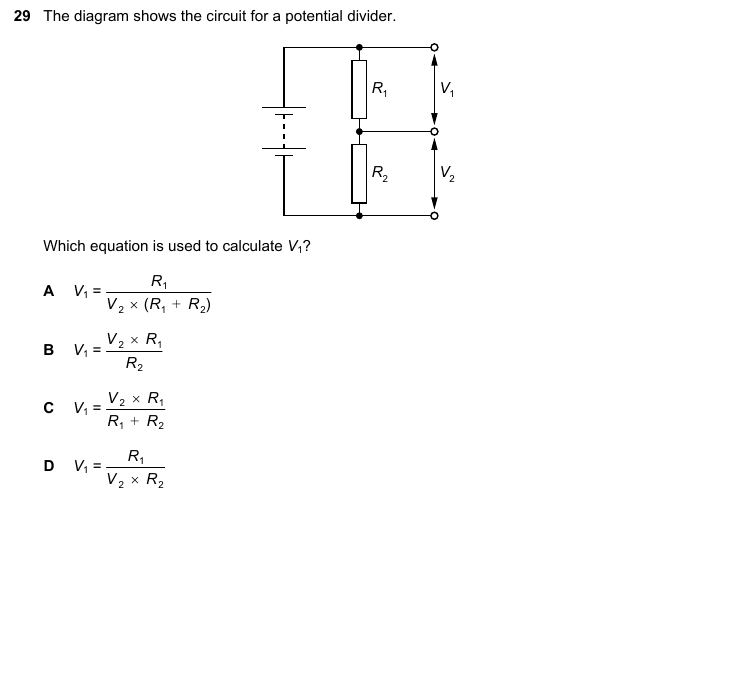 29 The diagram shows the circuit for a potential divider.
R₁ V₁
R₂ V₂
Which equation is used to calculate V₁?
A V₁ = R₁ / V₂ × (R₁ + R₂)
B V₁ = V₂ × R₁ / R₂
C V₁ = V₂ × R₁ / R₁ + R₂
D V₁ = R₁ / V₂ × R₂